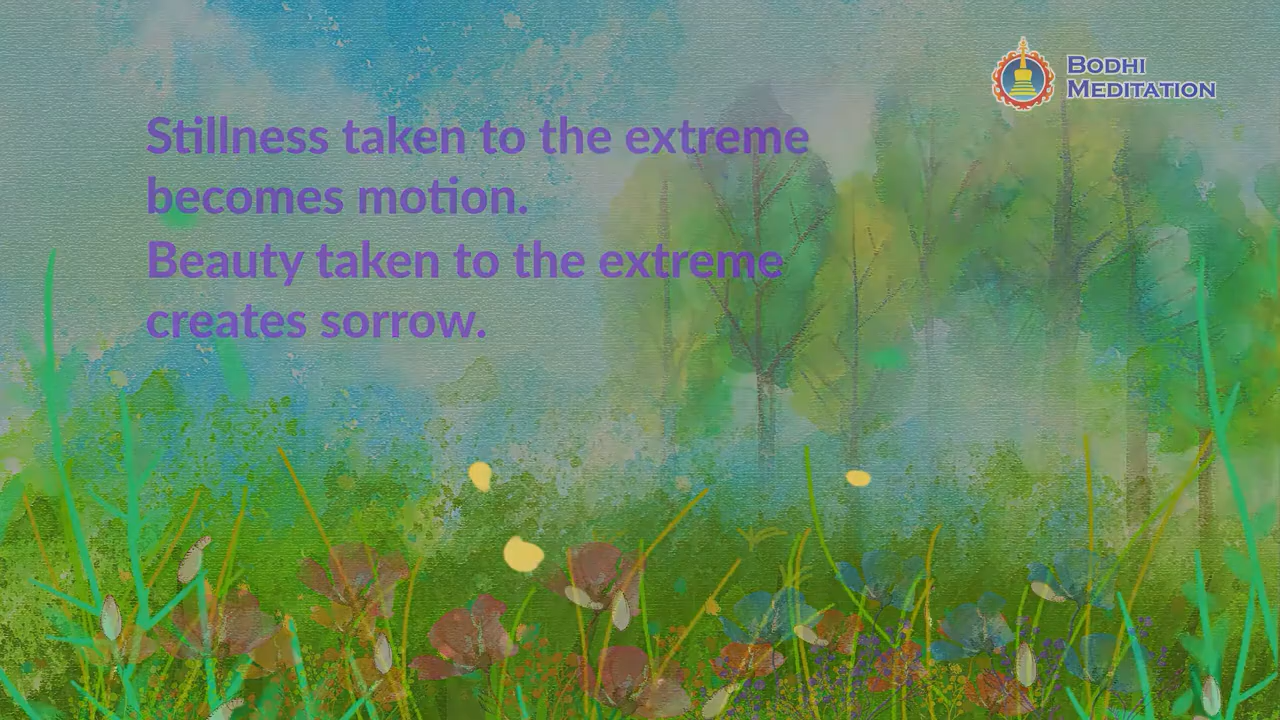 Bodhi
Meditation
Stillness taken to the extreme
becomes motion.
Beauty taken to the extreme
creates sorrow.